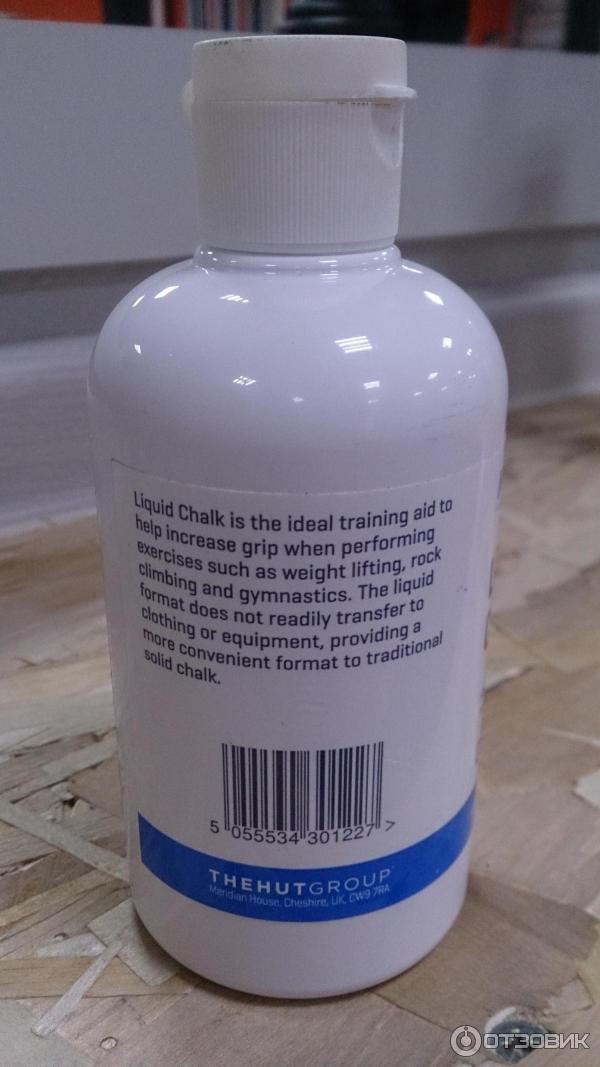 Liquid Chalk is the ideal training aid to
help increase grip when performing
exercises such as weight lifting, rock
climbing and gymnastics. The liquid
format does not readily transfer to
clothing or equipment, providing a
more convenient format to traditional
solid chalk.
5 055534 301227 >
THEHUTGROUP
Meridian House, Cheshire, UK, CW9 7RA
ОТЗОВИК